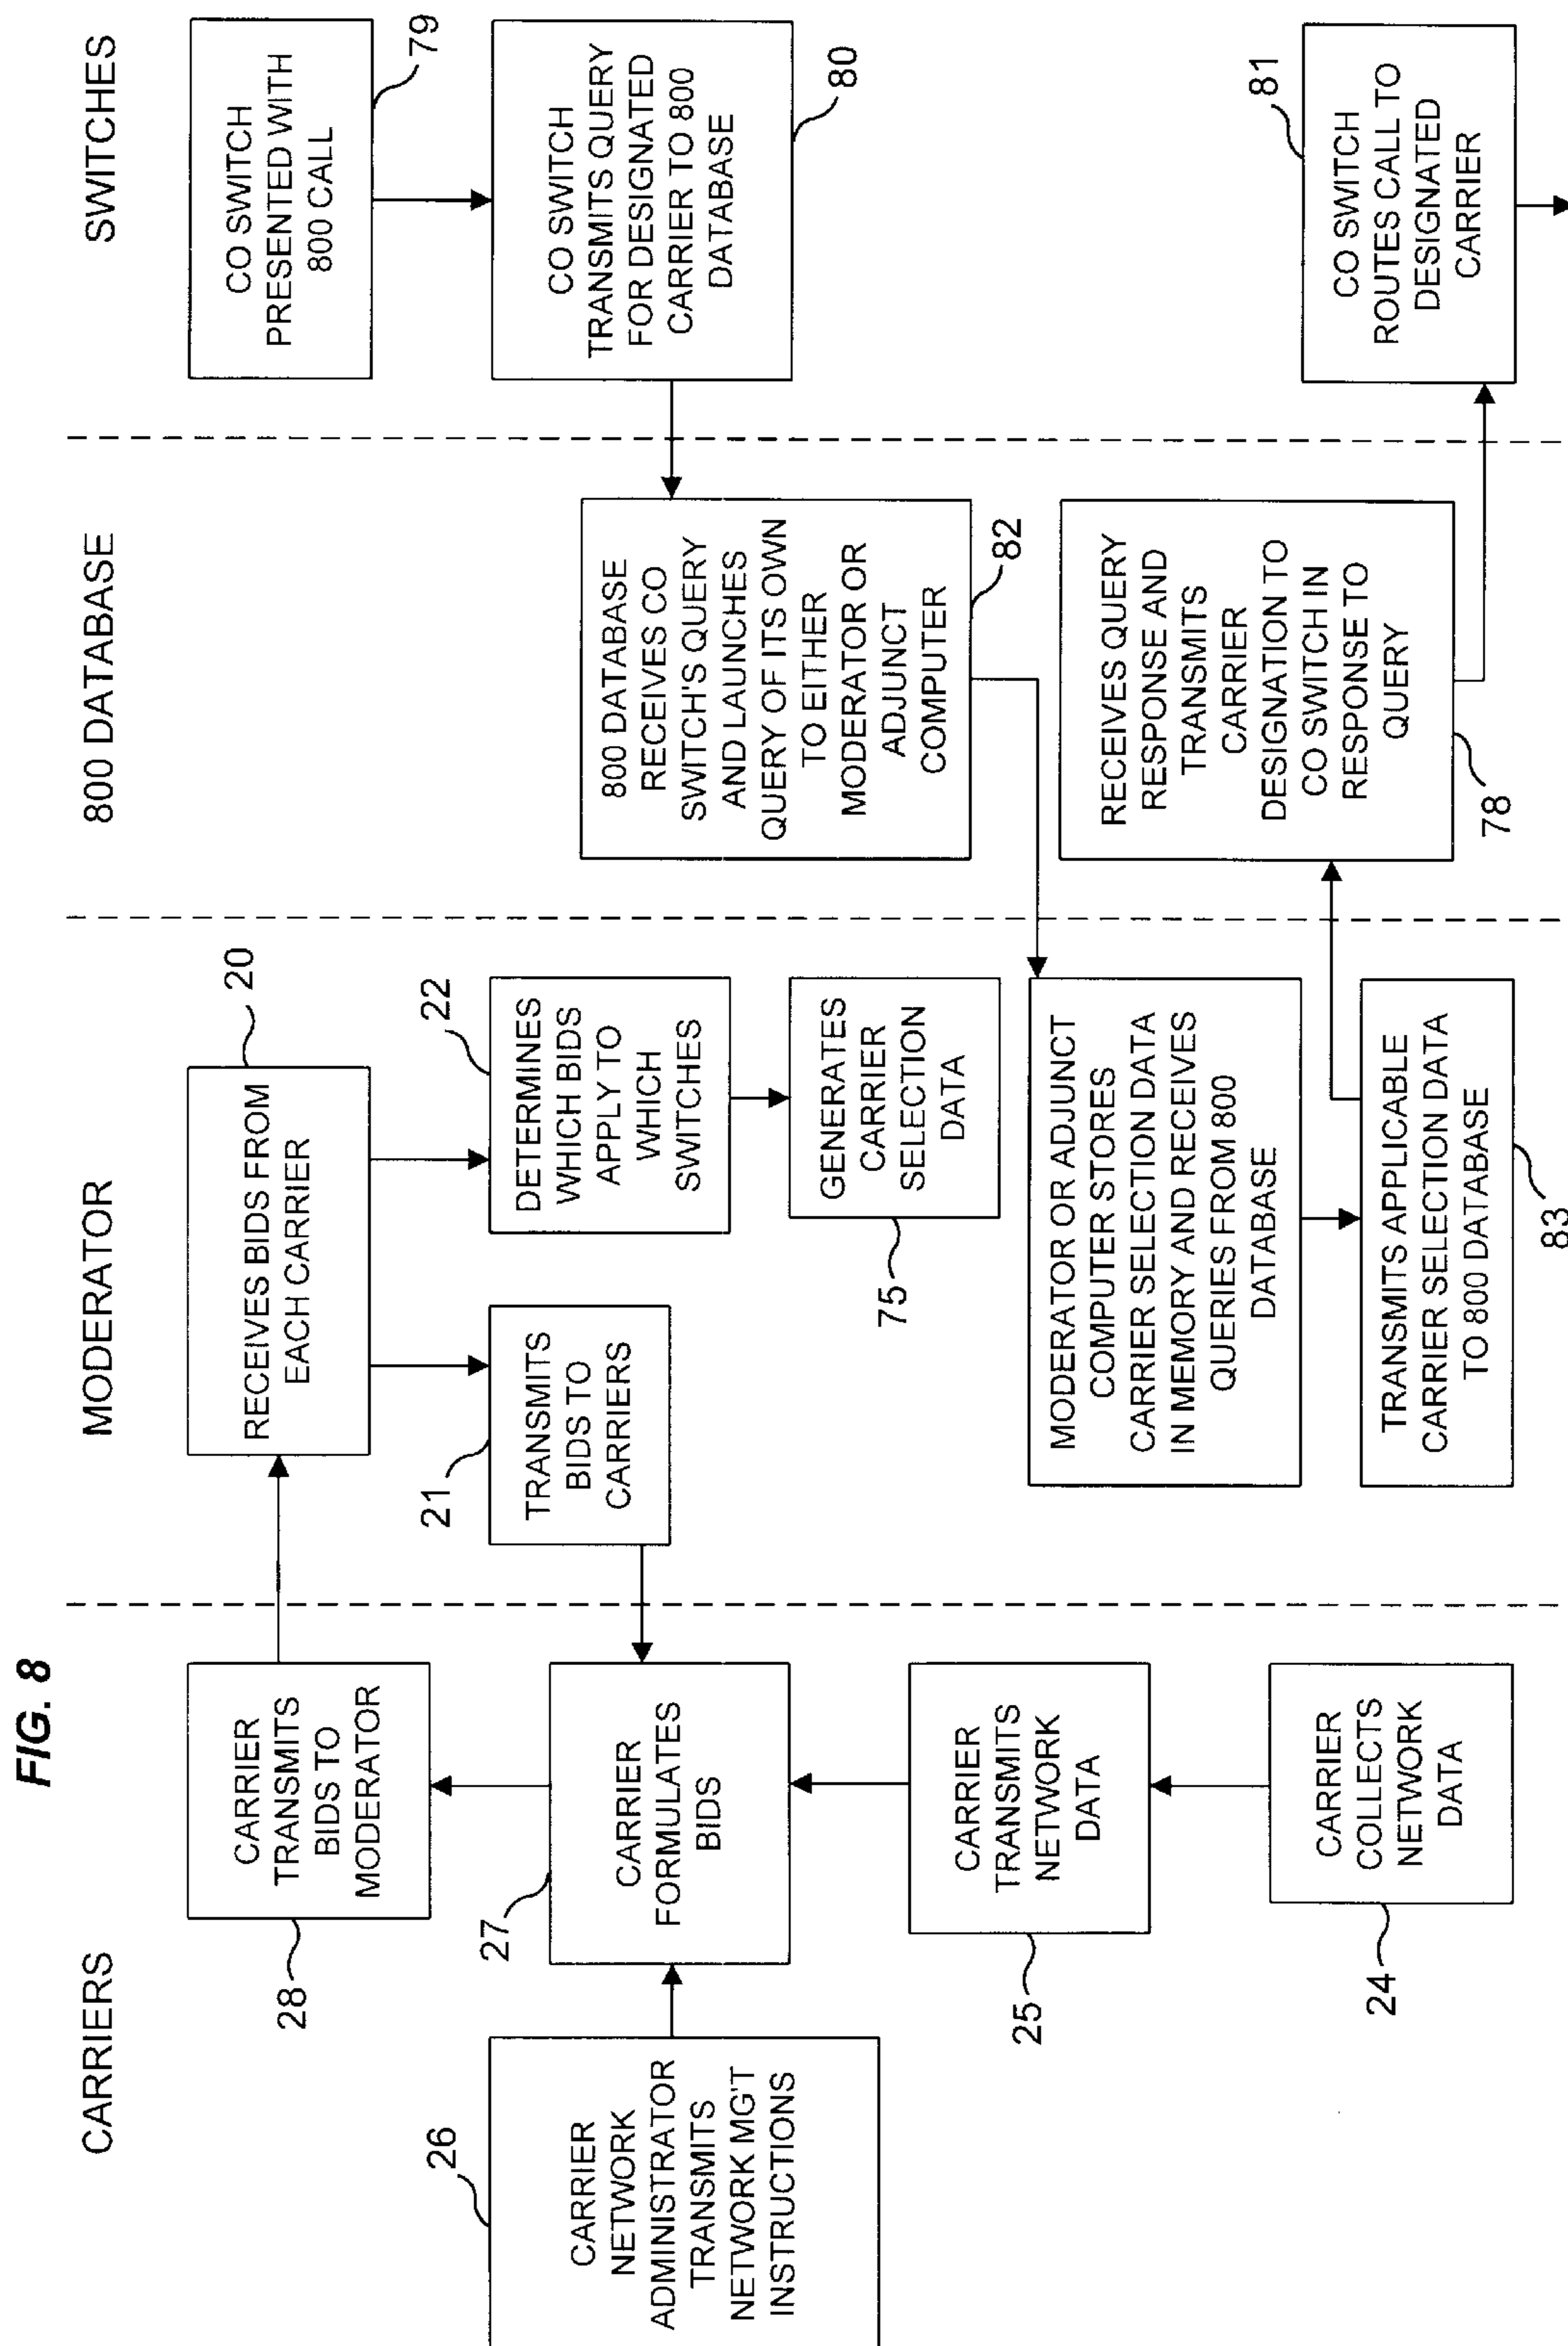 FIG. 8
CARRIERS
MODERATOR
800 DATABASE
SWITCHES
CARRIER
TRANSMITS
BIDS TO
MODERATOR
28
26
CARRIER
NETWORK
ADMINISTRATOR
TRANSMITS
NETWORK MG'T
INSTRUCTIONS
27
CARRIER
FORMULATES
BIDS
CARRIER
TRANSMITS
NETWORK
DATA
25
CARRIER
COLLECTS
NETWORK
DATA
24
20
RECEIVES BIDS FROM
EACH CARRIER
21
TRANSMITS
BIDS TO
CARRIERS
22
DETERMINES
WHICH BIDS
APPLY TO
WHICH
SWITCHES
GENERATES
CARRIER
SELECTION
DATA
75
MODERATOR OR ADJUNCT
COMPUTER STORES
CARRIER SELECTION DATA
IN MEMORY AND RECEIVES
QUERIES FROM 800
DATABASE
TRANSMITS APPLICABLE
CARRIER SELECTION DATA
TO 800 DATABASE
83
800 DATABASE
RECEIVES CO
SWITCH'S QUERY
AND LAUNCHES
QUERY OF ITS OWN
TO EITHER
MODERATOR OR
ADJUNCT
COMPUTER
82
RECEIVES QUERY
RESPONSE AND
TRANSMITS
CARRIER
DESIGNATION TO
CO SWITCH IN
RESPONSE TO
QUERY
78
CO SWITCH
PRESENTED WITH
800 CALL
79
CO SWITCH
TRANSMITS QUERY
FOR DESIGNATED
CARRIER TO 800
DATABASE
80
81
CO SWITCH
ROUTES CALL TO
DESIGNATED
CARRIER